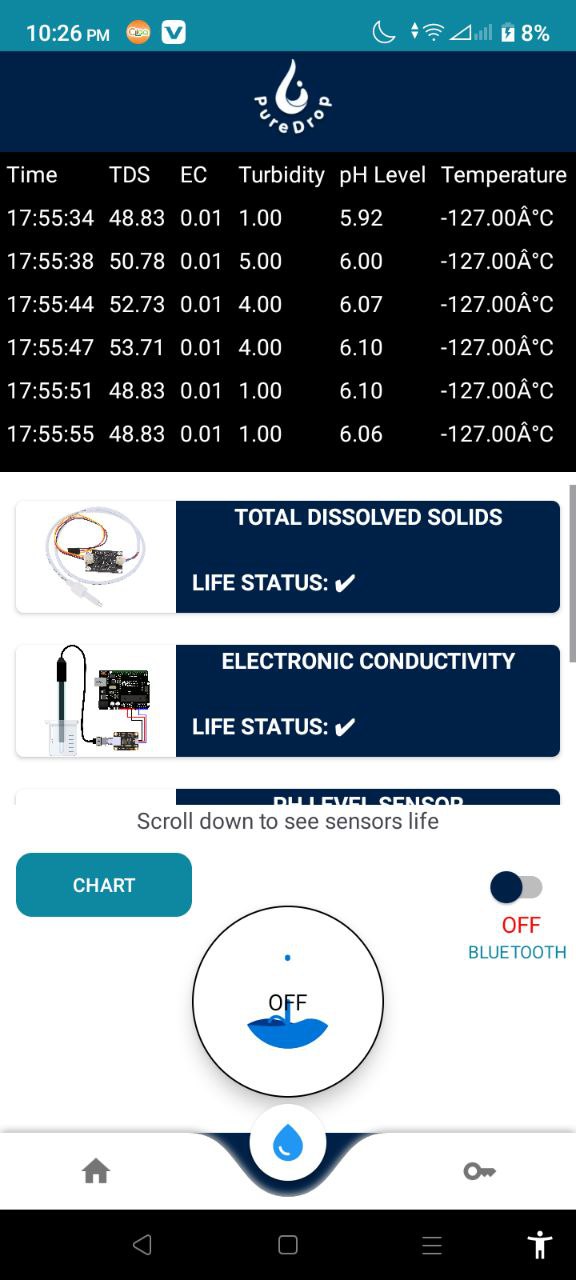 10:26 PM 8%
PureDrop
Time TDS EC Turbidity pH Level Temperature
17:55:34 48.83 0.01 1.00 5.92 -127.00Â°C
17:55:38 50.78 0.01 5.00 6.00 -127.00Â°C
17:55:44 52.73 0.01 4.00 6.07 -127.00Â°C
17:55:47 53.71 0.01 4.00 6.10 -127.00Â°C
17:55:51 48.83 0.01 1.00 6.10 -127.00Â°C
17:55:55 48.83 0.01 1.00 6.06 -127.00Â°C
TOTAL DISSOLVED SOLIDS
LIFE STATUS: ✔
ELECTRONIC CONDUCTIVITY
LIFE STATUS: ✔
PH LEVEL SENSOR
Scroll down to see sensors life
CHART
OFF
BLUETOOTH
OFF